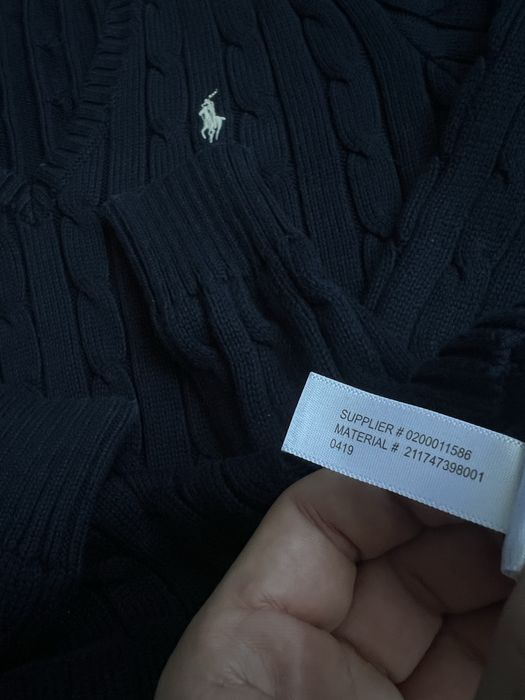 SUPPLIER # 0200011586
MATERIAL # 211747398001
0419